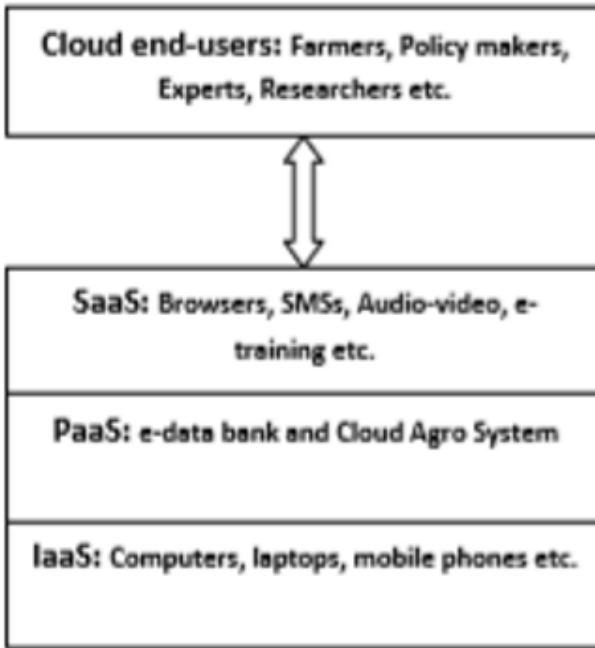 Cloud end-users: Farmers, Policy makers,
Experts, Researchers etc.
SaaS: Browsers, SMSs, Audio-video, e-
training etc.
PaaS: e-data bank and Cloud Agro System
IaaS: Computers, laptops, mobile phones etc.